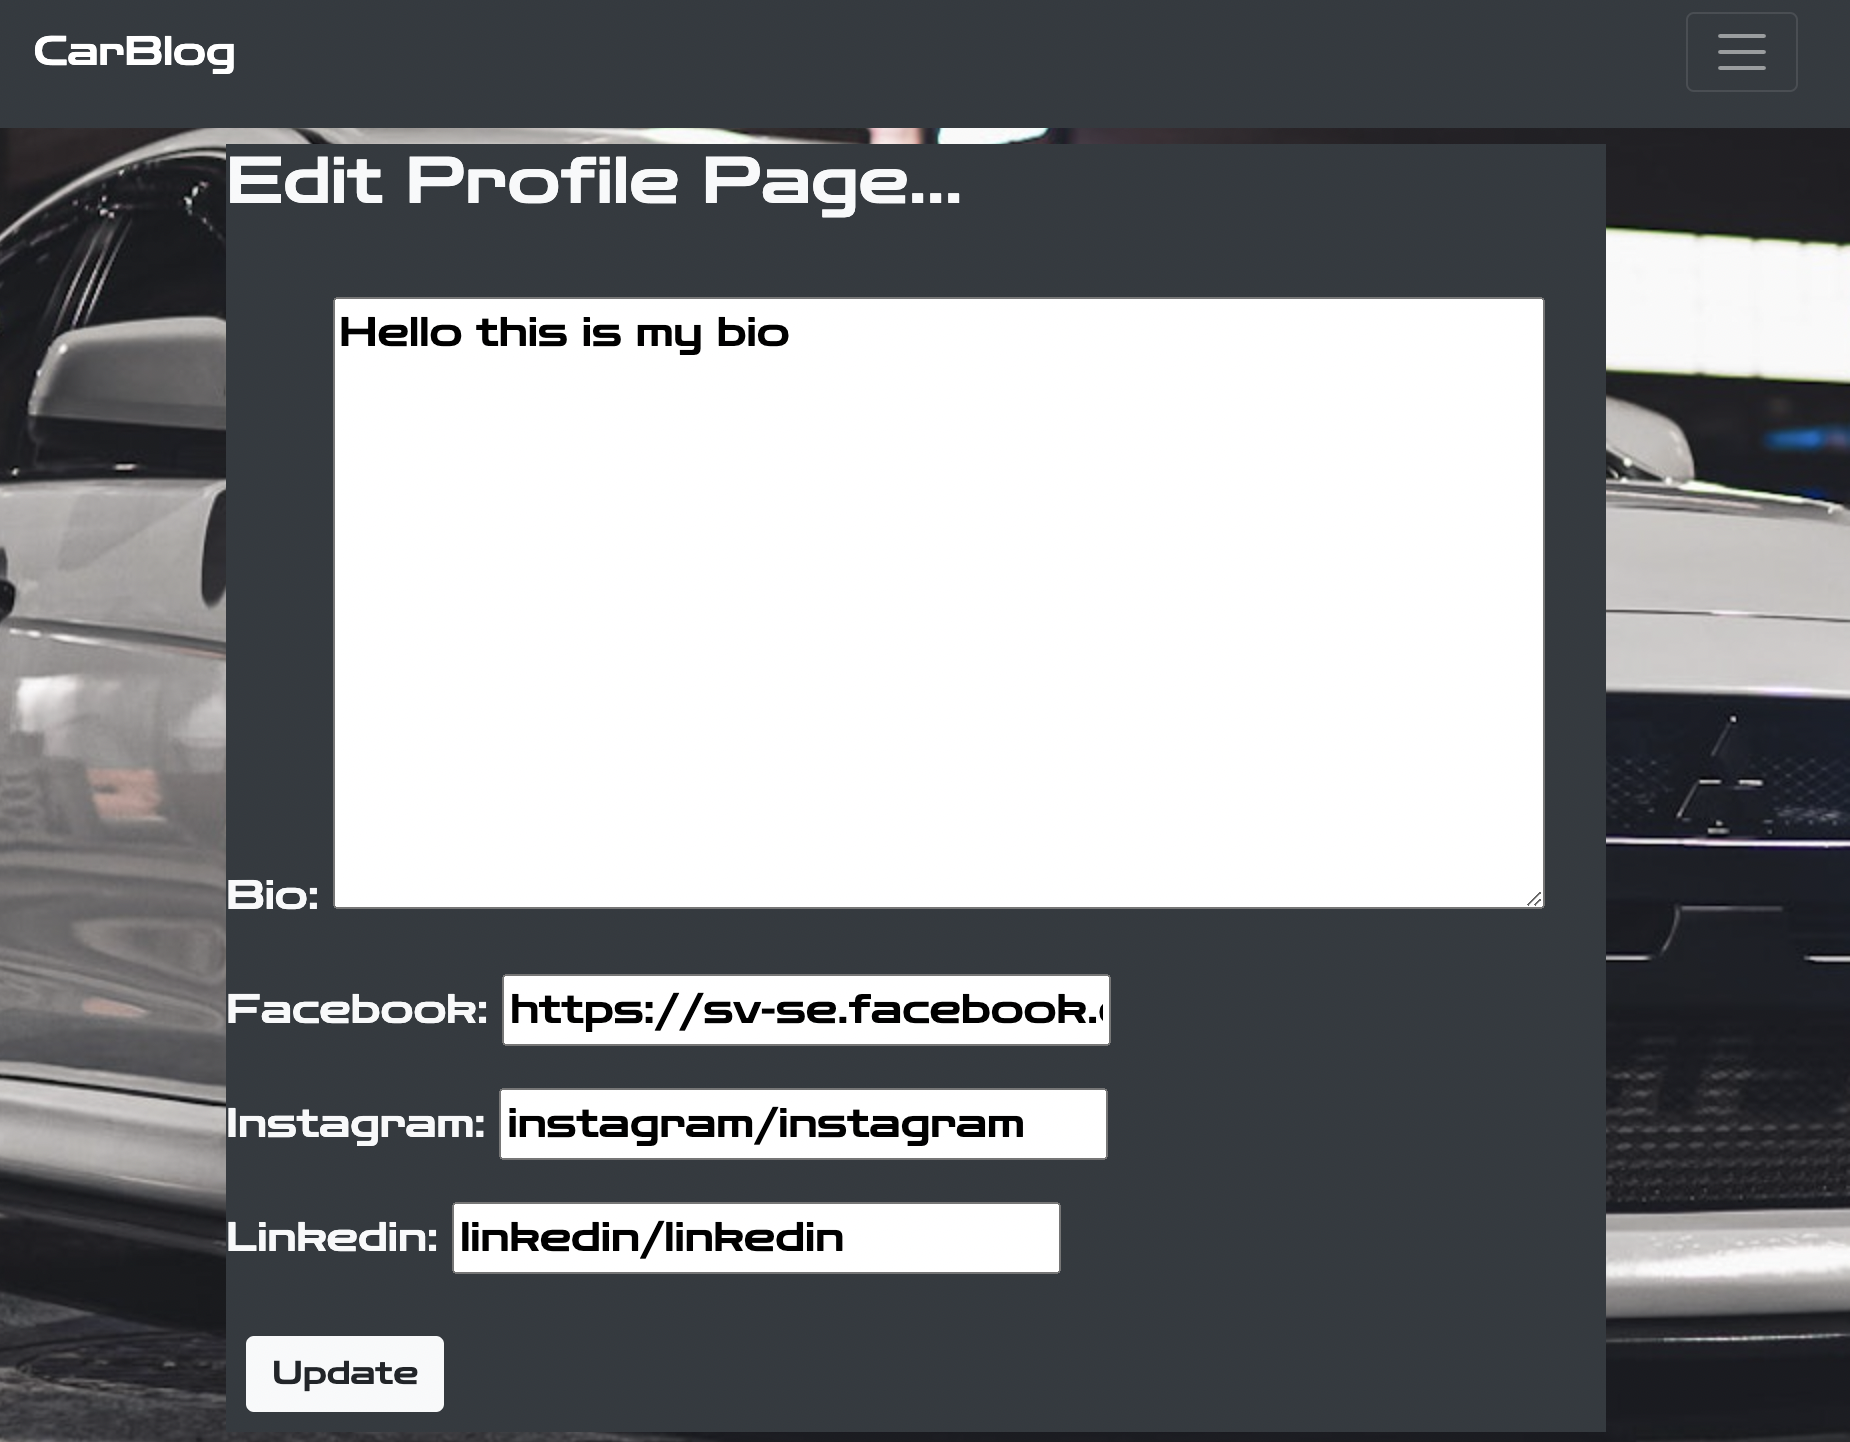 CarBlog
Edit Profile Page...
Hello this is my bio
Bio:
Facebook: https://sv-se.facebook.
Instagram: instagram/instagram
Linkedin: linkedin/linkedin
Update